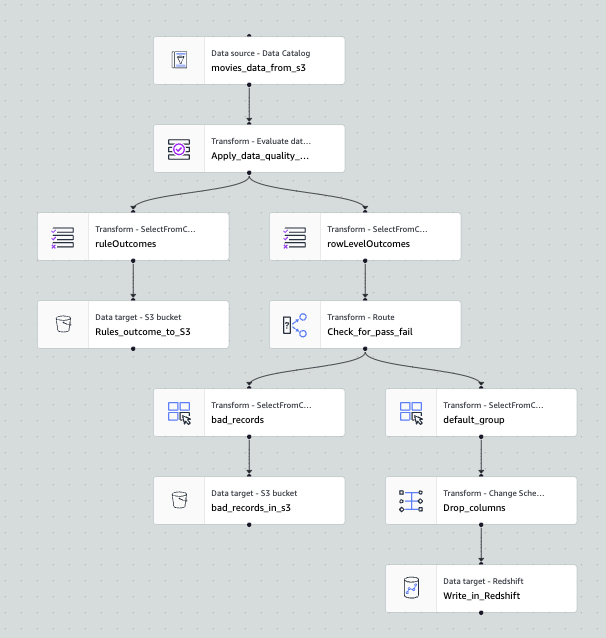 Data source - Data Catalog
movies_data_from_s3
Transform - Evaluate dat...
Apply_data_quality_...
Transform - SelectFromC...
ruleOutcomes
Transform - SelectFromC...
rowLevelOutcomes
Data target - S3 bucket
Rules_outcome_to_S3
Transform - Route
Check_for_pass_fail
Transform - SelectFromC...
bad_records
Transform - SelectFromC...
default_group
Data target - S3 bucket
bad_records_in_s3
Transform - Change Sche...
Drop_columns
Data target - Redshift
Write_in_Redshift